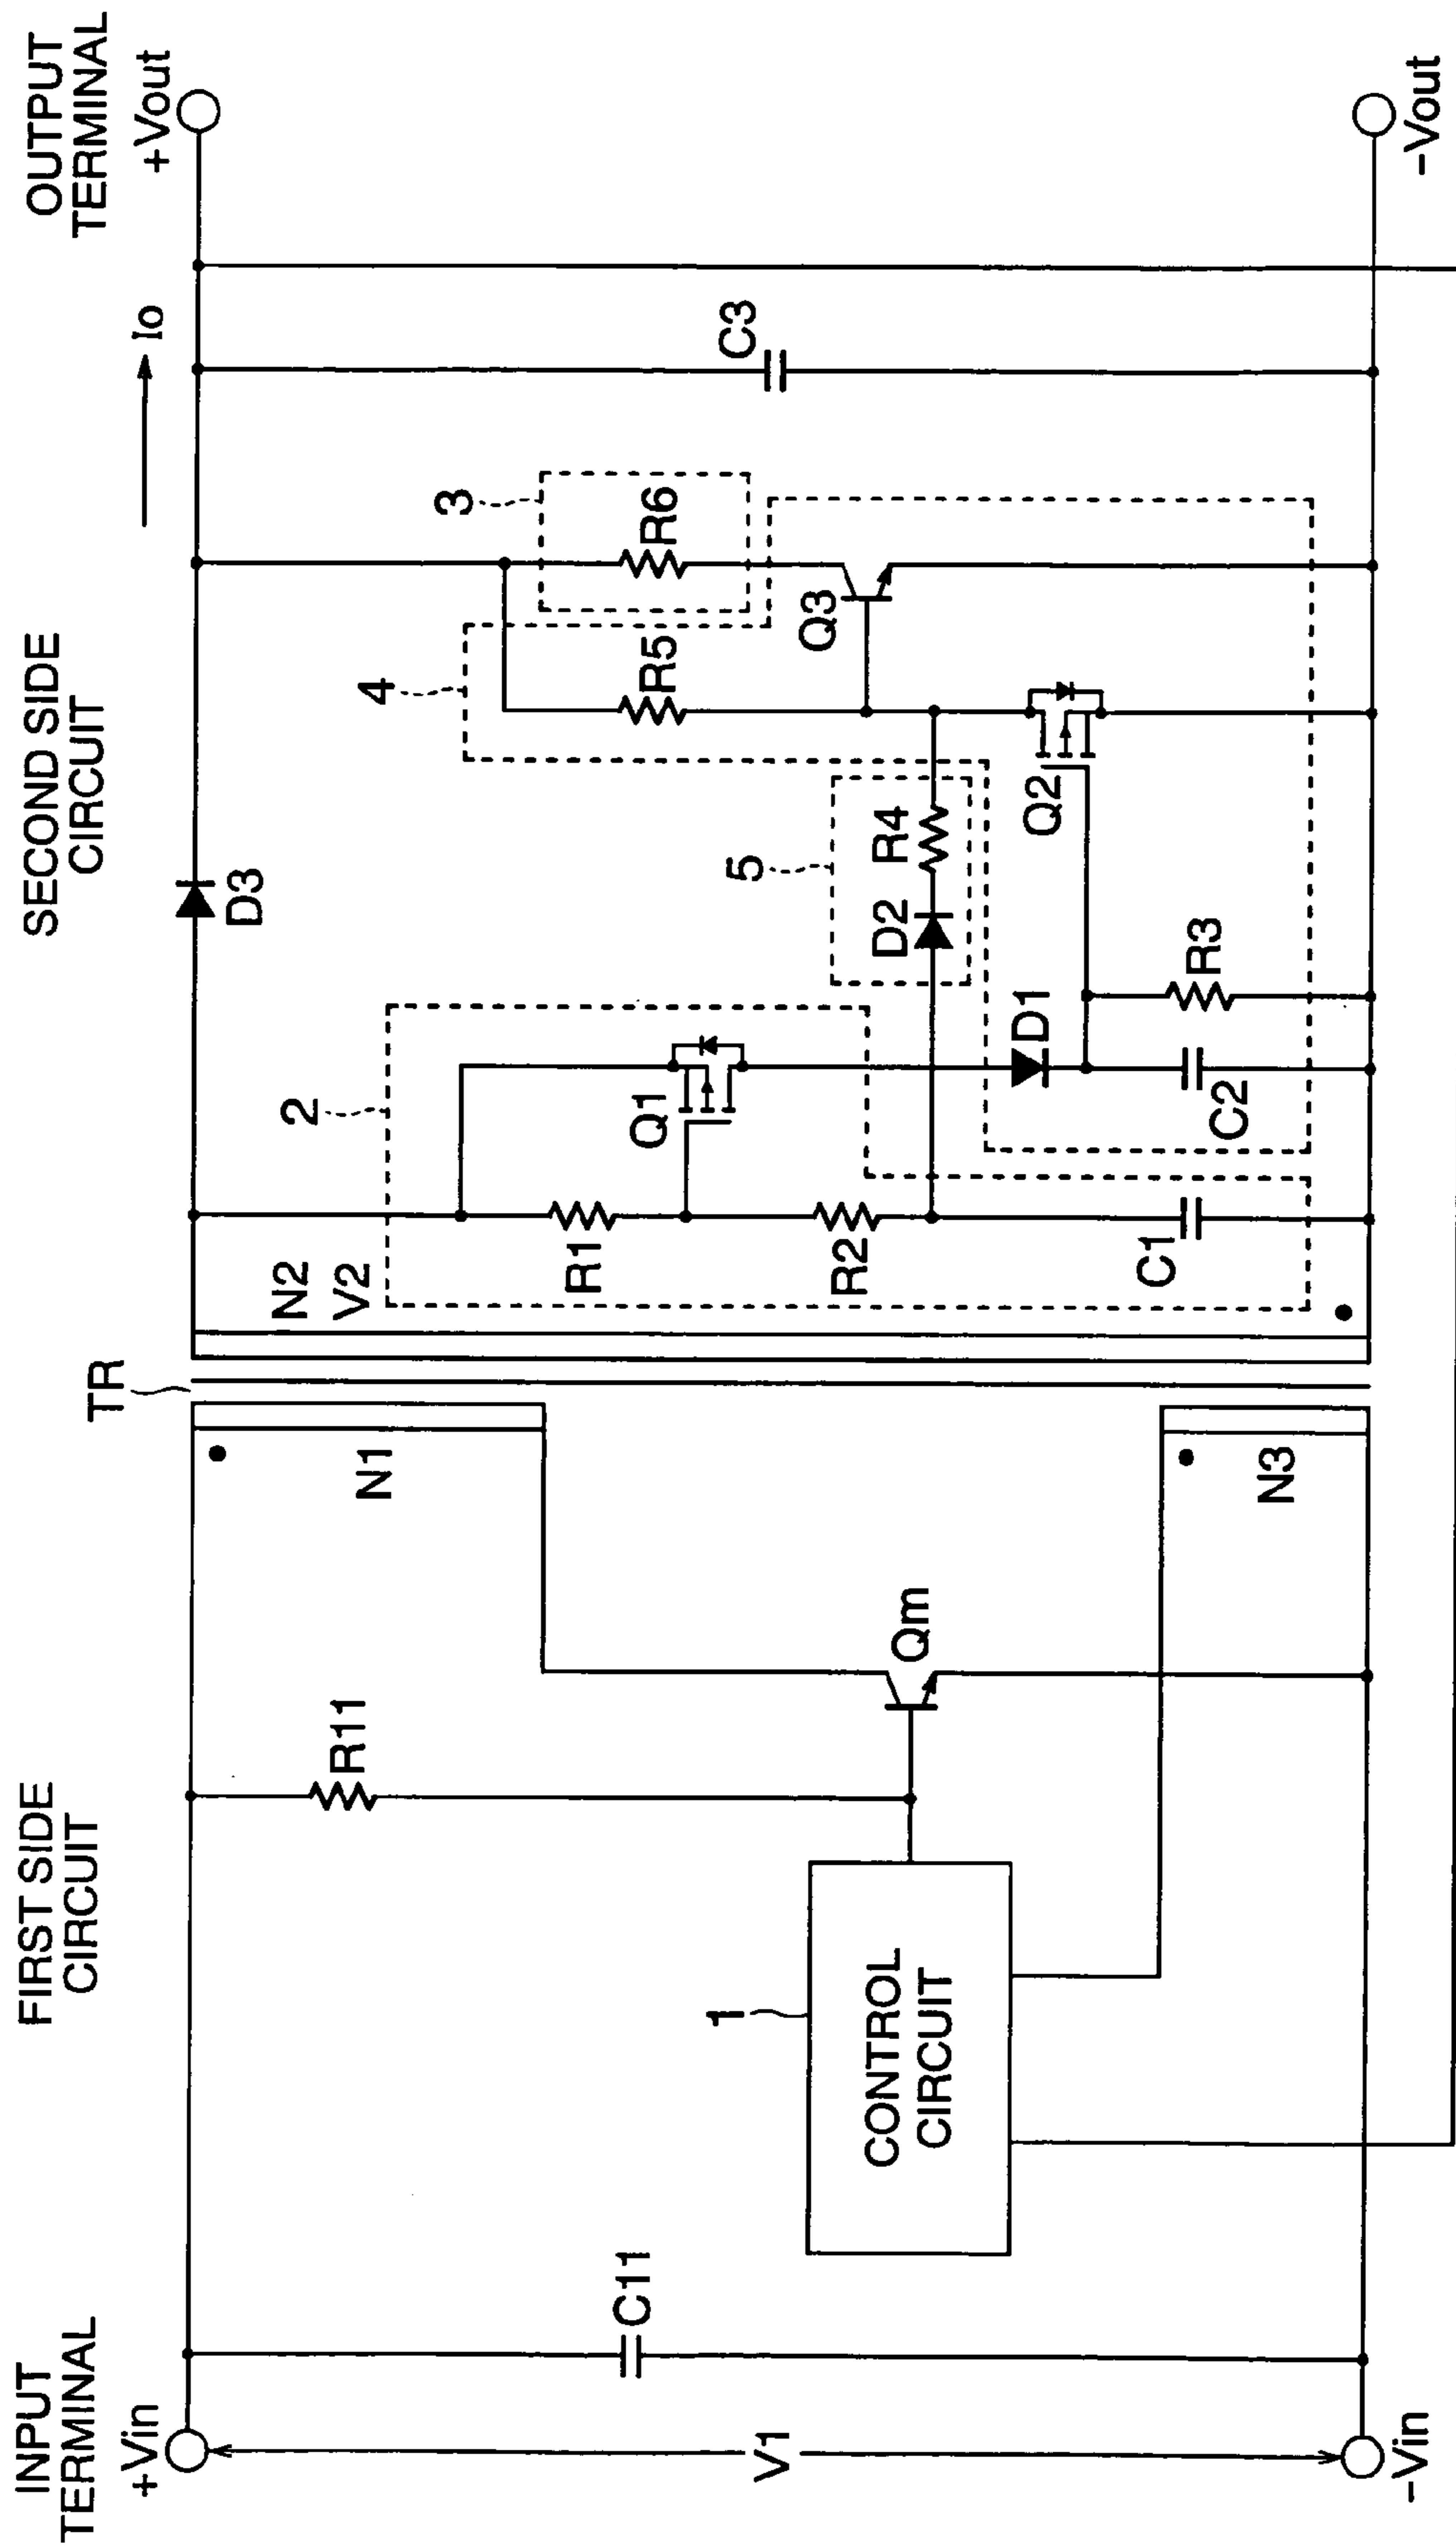 INPUT
TERMINAL
FIRST SIDE
CIRCUIT
SECOND SIDE
CIRCUIT
OUTPUT
TERMINAL
+Vin
TR
Io
+Vout
D3
N2
V2
2
4
3
R11
N1
R1
Q1
R5
R6
C11
1
CONTROL
CIRCUIT
Qm
R2
5
D2
R4
Q3
C3
V1
N3
C1
D1
C2
R3
Q2
−Vin
−Vout